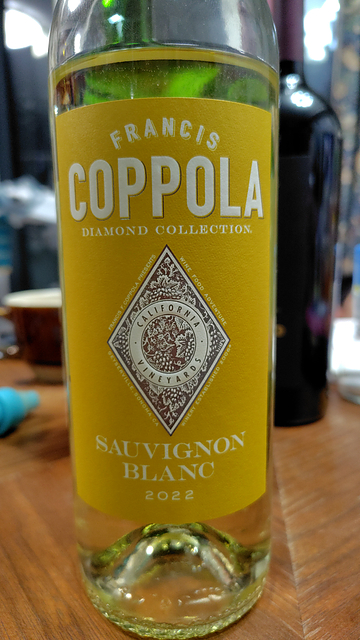 FRANCIS
COPPOLA
DIAMOND COLLECTION
CALIFORNIA
VINEYARDS
SAUVIGNON
BLANC
2022